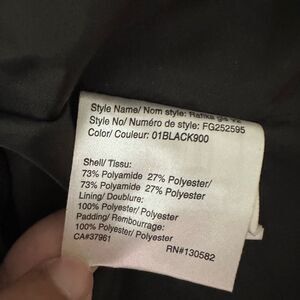 Style Name/ Nom style: Rafika
Style No/ Numéro de style: FG252595
Color/ Couleur: 01BLACK900
Shell/ Tissu:
73% Polyamide 27% Polyester/
73% Polyamide 27% Polyester
Lining/ Doublure:
100% Polyester/ Polyester
Padding/ Rembourrage:
100% Polyester/ Polyester
CA#37961
RN#130582